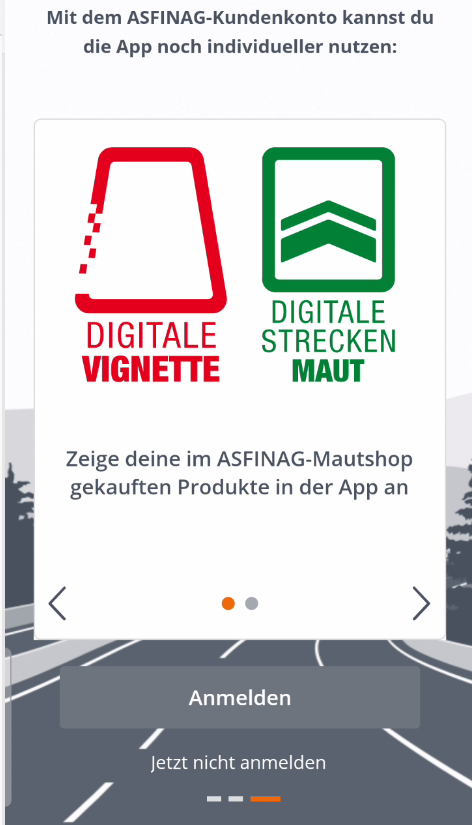 Mit dem ASFINAG-Kundenkonto kannst du
die App noch individueller nutzen:
DIGITALE
VIGNETTE
DIGITALE
STRECKEN
MAUT
Zeige deine im ASFINAG-Mautshop
gekauften Produkte in der App an
Anmelden
Jetzt nicht anmelden